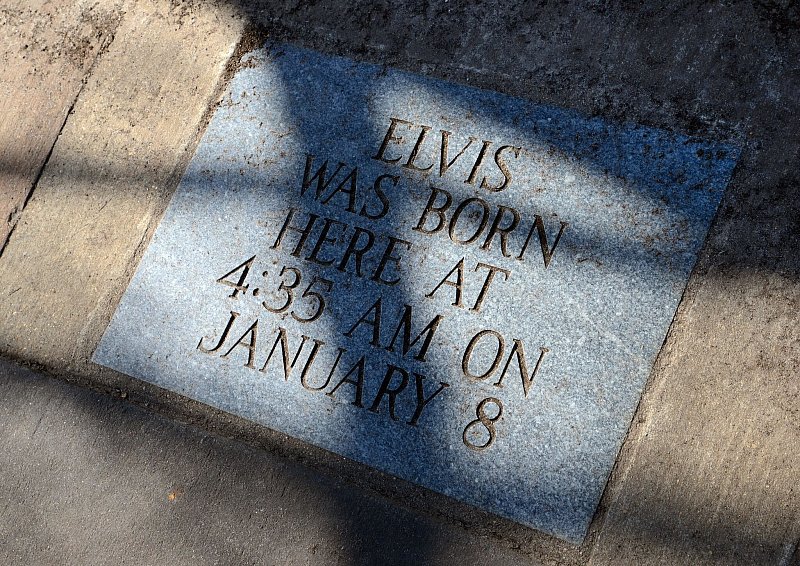 ELVIS
WAS BORN
HERE AT
4:35 AM ON
JANUARY 8